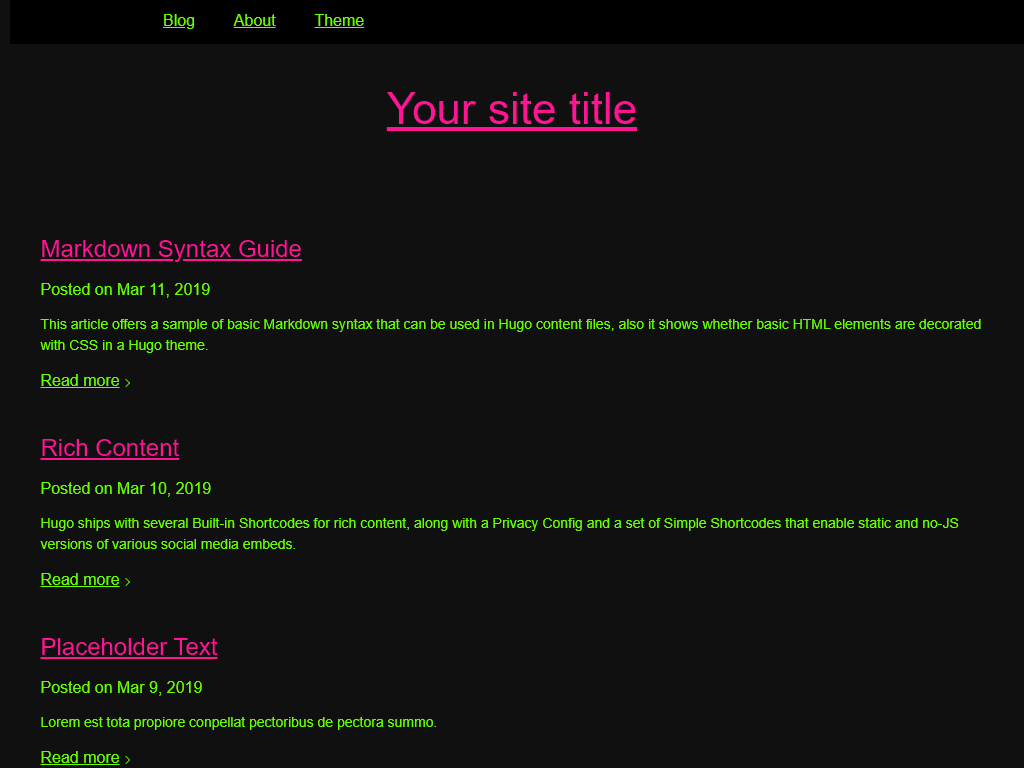 Blog About Theme
Your site title
Markdown Syntax Guide
Posted on Mar 11, 2019
This article offers a sample of basic Markdown syntax that can be used in Hugo content files, also it shows whether basic HTML elements are decorated
with CSS in a Hugo theme.
Read more
Rich Content
Posted on Mar 10, 2019
Hugo ships with several Built-in Shortcodes for rich content, along with a Privacy Config and a set of Simple Shortcodes that enable static and no-JS
versions of various social media embeds.
Read more
Placeholder Text
Posted on Mar 9, 2019
Lorem est tota propiore conpellat pectoribus de pectora summo.
Read more